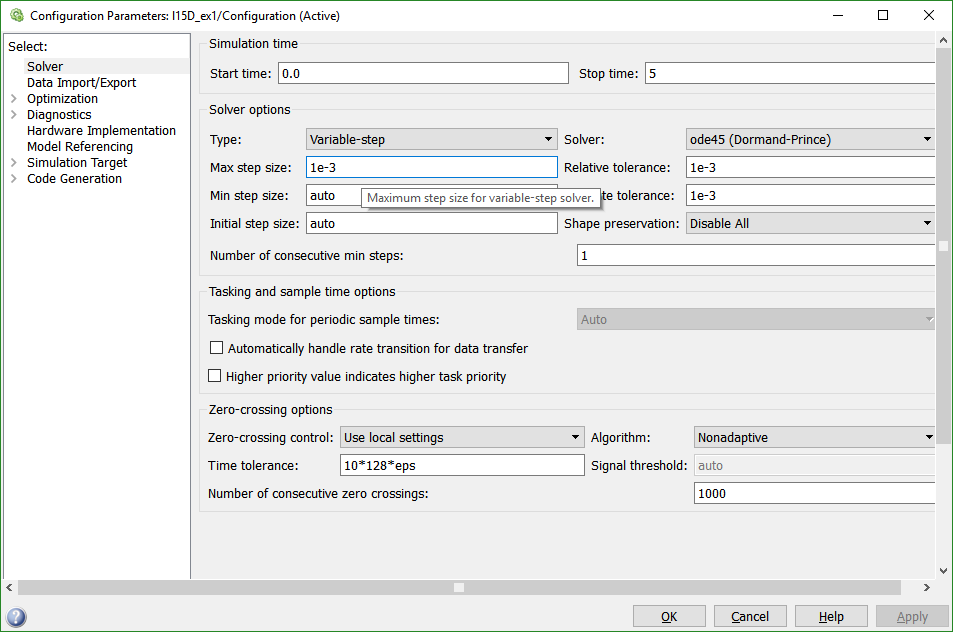 Configuration Parameters: I15D_ex1/Configuration (Active)
Select:
Solver
Data Import/Export
Optimization
Diagnostics
Hardware Implementation
Model Referencing
Simulation Target
Code Generation
Simulation time
Start time: 0.0 Stop time: 5
Solver options
Type: Variable-step Solver: ode45 (Dormand-Prince)
Max step size: 1e-3 Relative tolerance: 1e-3
Min step size: auto Maximum step size for variable-step solver. te tolerance: 1e-3
Initial step size: auto Shape preservation: Disable All
Number of consecutive min steps: 1
Tasking and sample time options
Tasking mode for periodic sample times: Auto
Automatically handle rate transition for data transfer
Higher priority value indicates higher task priority
Zero-crossing options
Zero-crossing control: Use local settings Algorithm: Nonadaptive
Time tolerance: 10*128*eps Signal threshold: auto
Number of consecutive zero crossings: 1000
? OK Cancel Help Apply